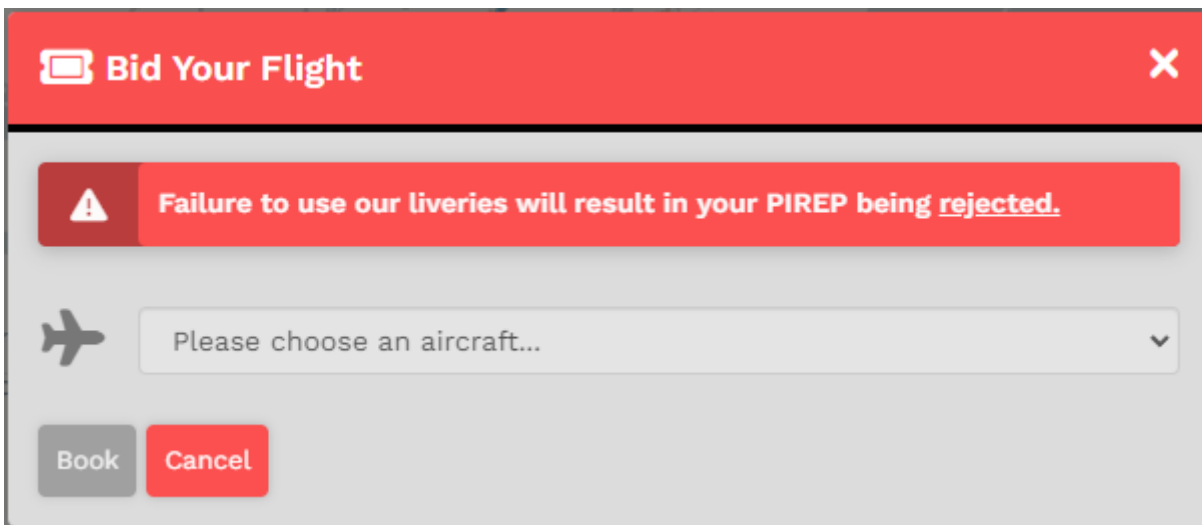 Bid Your Flight
Failure to use our liveries will result in your PIREP being rejected.
Please choose an aircraft...
Book
Cancel